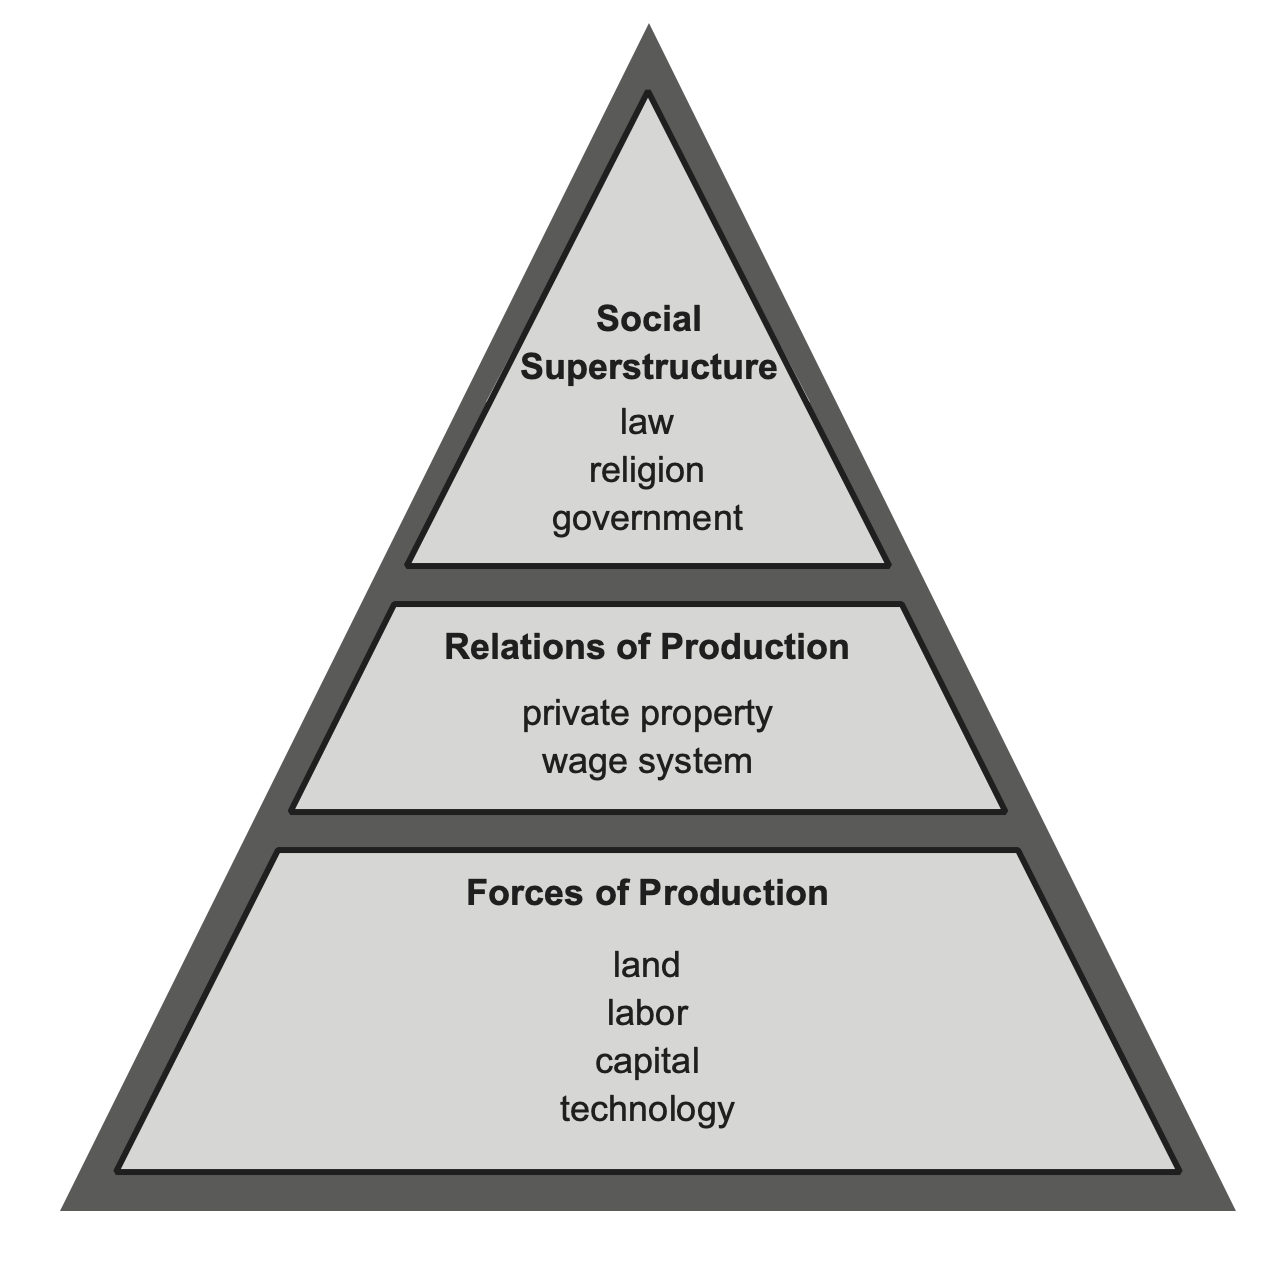 Social
Superstructure
law
religion
government
Relations of Production
private property
wage system
Forces of Production
land
labor
capital
technology